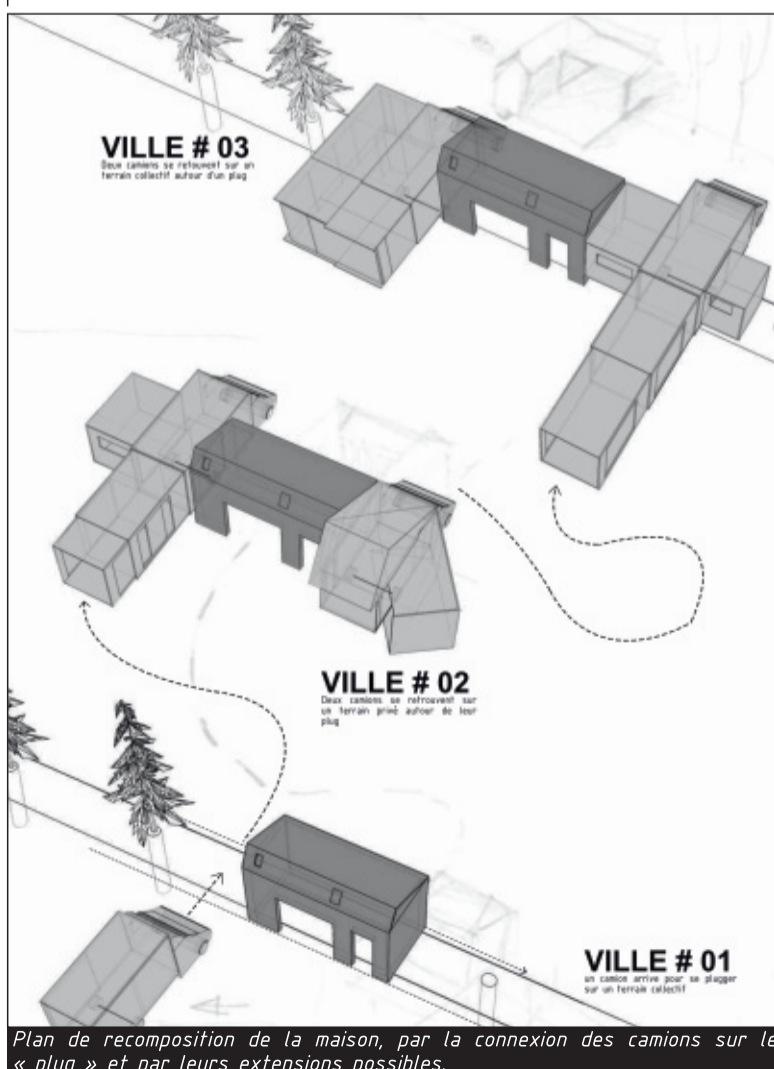 VILLE # 03
Deux camions se retouvent sur un
terrain collectif autour d'un plug
VILLE # 02
Deux camions se retrouvent sur
un terrain privé autour de leur
plug
VILLE # 01
un camion arrive pour se plugger
sur un terrain collectif
Plan de recomposition de la maison, par la connexion des camions sur le
« plug » et par leurs extensions possibles.